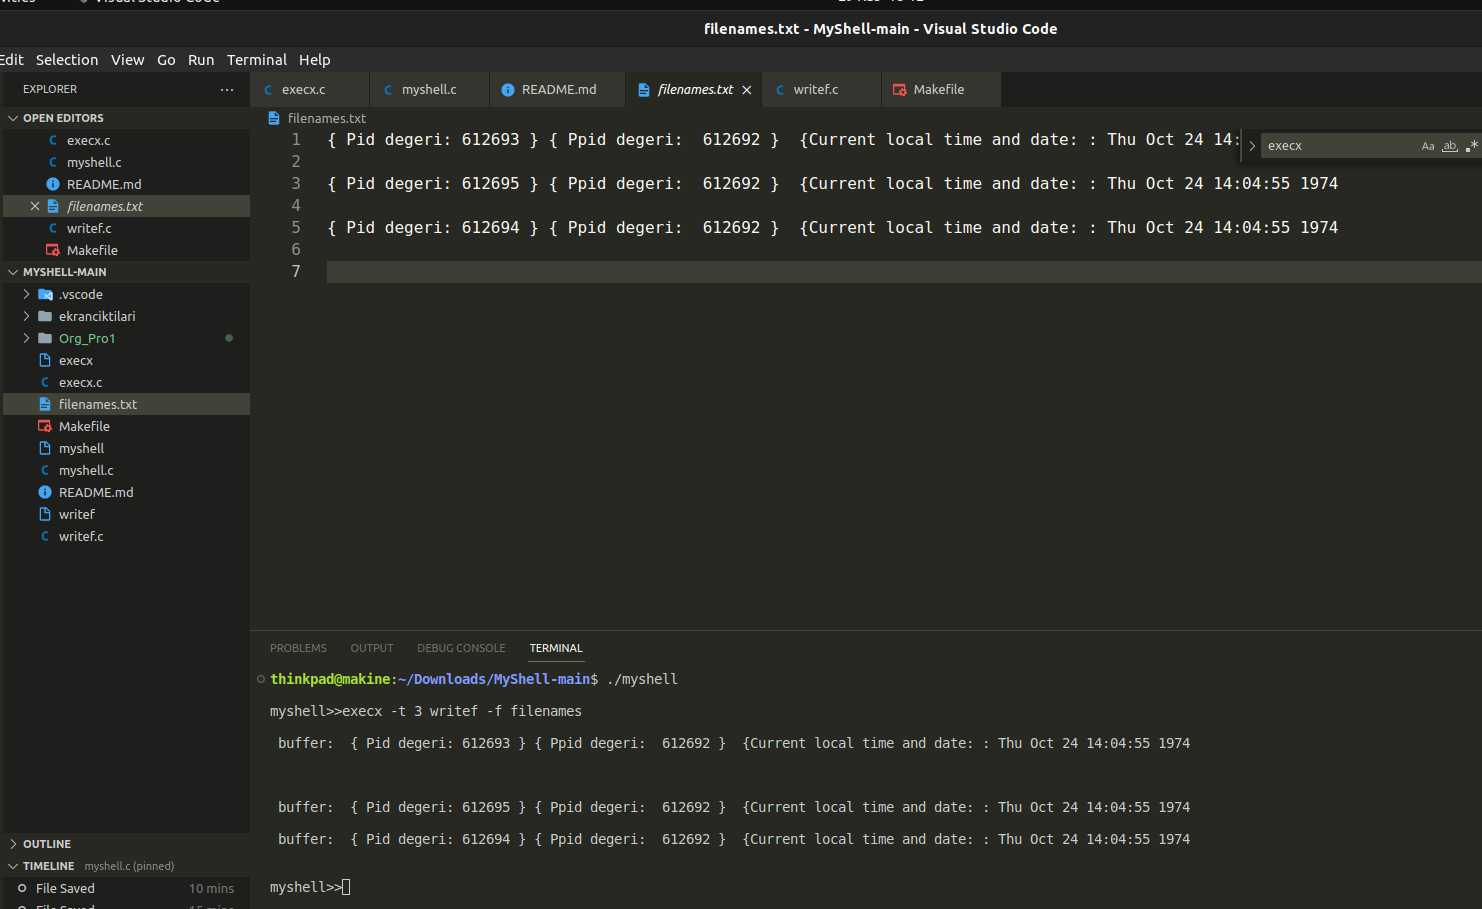 Visual Studio Code
filenames.txt - MyShell-main - Visual Studio Code
Edit Selection View Go Run Terminal Help
EXPLORER ...
execx.c myshell.c README.md filenames.txt writef.c Makefile
OPEN EDITORS
execx.c
myshell.c
README.md
filenames.txt
writef.c
Makefile
MYSHELL-MAIN
.vscode
ekranciktilari
Org_Pro1
execx
execx.c
filenames.txt
Makefile
myshell
myshell.c
README.md
writef
writef.c
OUTLINE
TIMELINE myshell.c (pinned)
File Saved 10 mins
File Saved 15 mins
filenames.txt
1 { Pid degeri: 612693 } { Ppid degeri:  612692 }  {Current local time and date: : Thu Oct 24 14:
execx Aa ab .*
2
3 { Pid degeri: 612695 } { Ppid degeri:  612692 }  {Current local time and date: : Thu Oct 24 14:04:55 1974
4
5 { Pid degeri: 612694 } { Ppid degeri:  612692 }  {Current local time and date: : Thu Oct 24 14:04:55 1974
6
7
PROBLEMS OUTPUT DEBUG CONSOLE TERMINAL
thinkpad@makine:~/Downloads/MyShell-main$ ./myshell
myshell>>execx -t 3 writef -f filenames
buffer:  { Pid degeri: 612693 } { Ppid degeri:  612692 }  {Current local time and date: : Thu Oct 24 14:04:55 1974
buffer:  { Pid degeri: 612695 } { Ppid degeri:  612692 }  {Current local time and date: : Thu Oct 24 14:04:55 1974
buffer:  { Pid degeri: 612694 } { Ppid degeri:  612692 }  {Current local time and date: : Thu Oct 24 14:04:55 1974
myshell>>